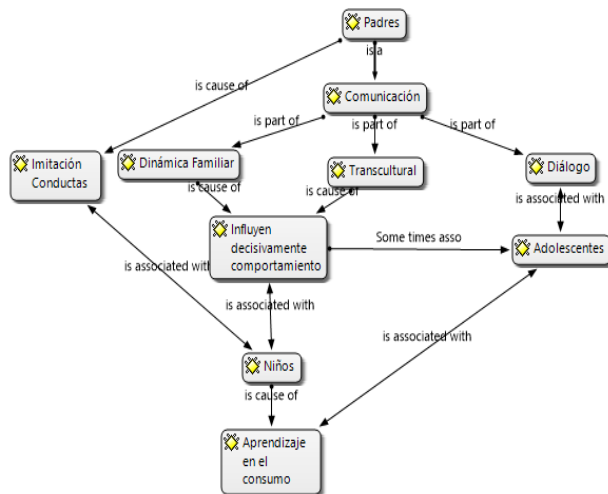 Padres
is a
is cause of
Comunicación
is part of
is part of
is part of
Imitación
Conductas
Dinámica Familiar
Transcultural
Diálogo
is cause of
is cause of
is associated with
Influyen
decisivamente
comportamiento
Some times asso
Adolescentes
is associated with
is associated with
is associated with
Niños
is cause of
Aprendizaje
en el
consumo